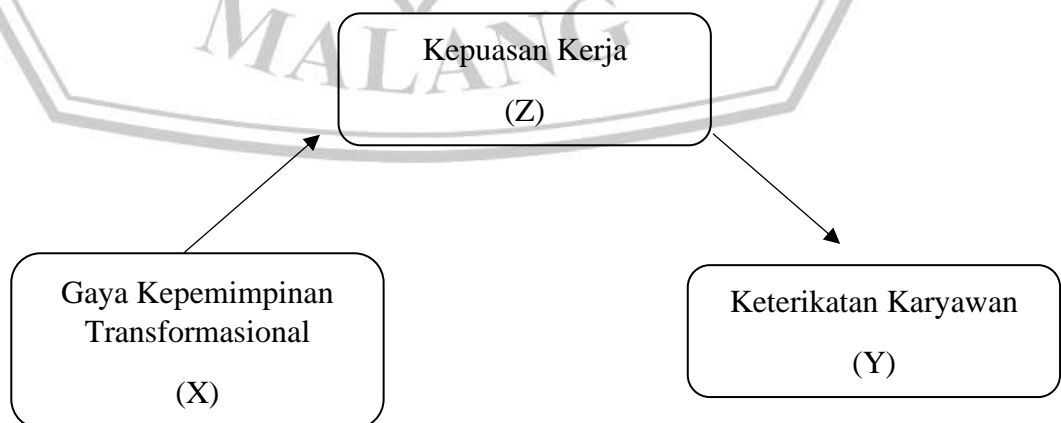 MALANG
Kepuasan Kerja
(Z)
Gaya Kepemimpinan
Transformasional
(X)
Keterikatan Karyawan
(Y)